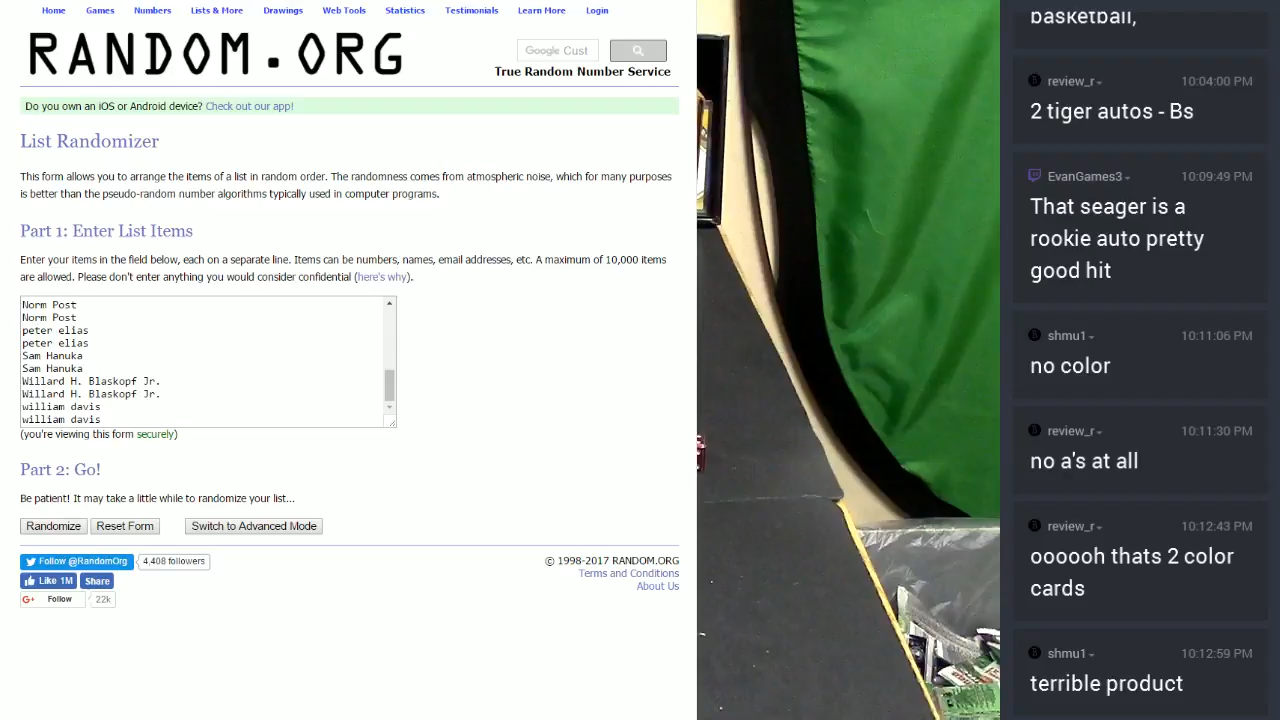 Home Games Numbers Lists & More Drawings Web Tools Statistics Testimonials Learn More Login
RANDOM.ORG
Google Cust
True Random Number Service
Do you own an iOS or Android device? Check out our app!
List Randomizer
This form allows you to arrange the items of a list in random order. The randomness comes from atmospheric noise, which for many purposes
is better than the pseudo-random number algorithms typically used in computer programs.
Part 1: Enter List Items
Enter your items in the field below, each on a separate line. Items can be numbers, names, email addresses, etc. A maximum of 10,000 items
are allowed. Please don't enter anything you would consider confidential (here's why).
Norm Post
Norm Post
peter elias
peter elias
Sam Hanuka
Sam Hanuka
Willard H. Blaskopf Jr.
Willard H. Blaskopf Jr.
william davis
william davis
(you're viewing this form securely)
Part 2: Go!
Be patient! It may take a little while to randomize your list...
Randomize Reset Form Switch to Advanced Mode
Follow @RandomOrg 4,408 followers
Like 1M Share
G+ Follow 22k
© 1998-2017 RANDOM.ORG
Terms and Conditions
About Us
basketball,
review_r 10:04:00 PM
2 tiger autos - Bs
EvanGames3 10:09:49 PM
That seager is a
rookie auto pretty
good hit
shmu1 10:11:06 PM
no color
review_r 10:11:30 PM
no a's at all
review_r 10:12:43 PM
oooooh thats 2 color
cards
shmu1 10:12:59 PM
terrible product